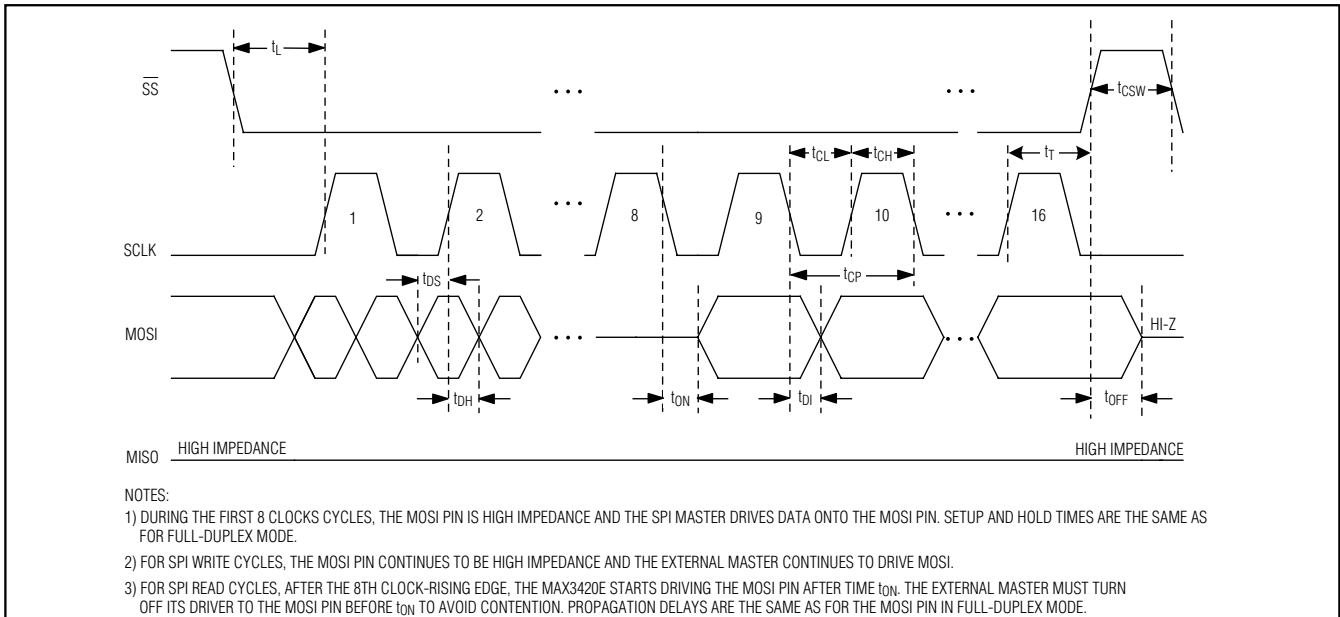 tL
SS
tCSW
tCL
tCH
tT
1
2
8
9
10
16
SCLK
tDS
tCP
MOSI
HI-Z
tDH
tON
tDI
tOFF
MISO HIGH IMPEDANCE HIGH IMPEDANCE
NOTES:
1) DURING THE FIRST 8 CLOCKS CYCLES, THE MOSI PIN IS HIGH IMPEDANCE AND THE SPI MASTER DRIVES DATA ONTO THE MOSI PIN. SETUP AND HOLD TIMES ARE THE SAME AS
FOR FULL-DUPLEX MODE.
2) FOR SPI WRITE CYCLES, THE MOSI PIN CONTINUES TO BE HIGH IMPEDANCE AND THE EXTERNAL MASTER CONTINUES TO DRIVE MOSI.
3) FOR SPI READ CYCLES, AFTER THE 8TH CLOCK-RISING EDGE, THE MAX3420E STARTS DRIVING THE MOSI PIN AFTER TIME tON. THE EXTERNAL MASTER MUST TURN
OFF ITS DRIVER TO THE MOSI PIN BEFORE tON TO AVOID CONTENTION. PROPAGATION DELAYS ARE THE SAME AS FOR THE MOSI PIN IN FULL-DUPLEX MODE.